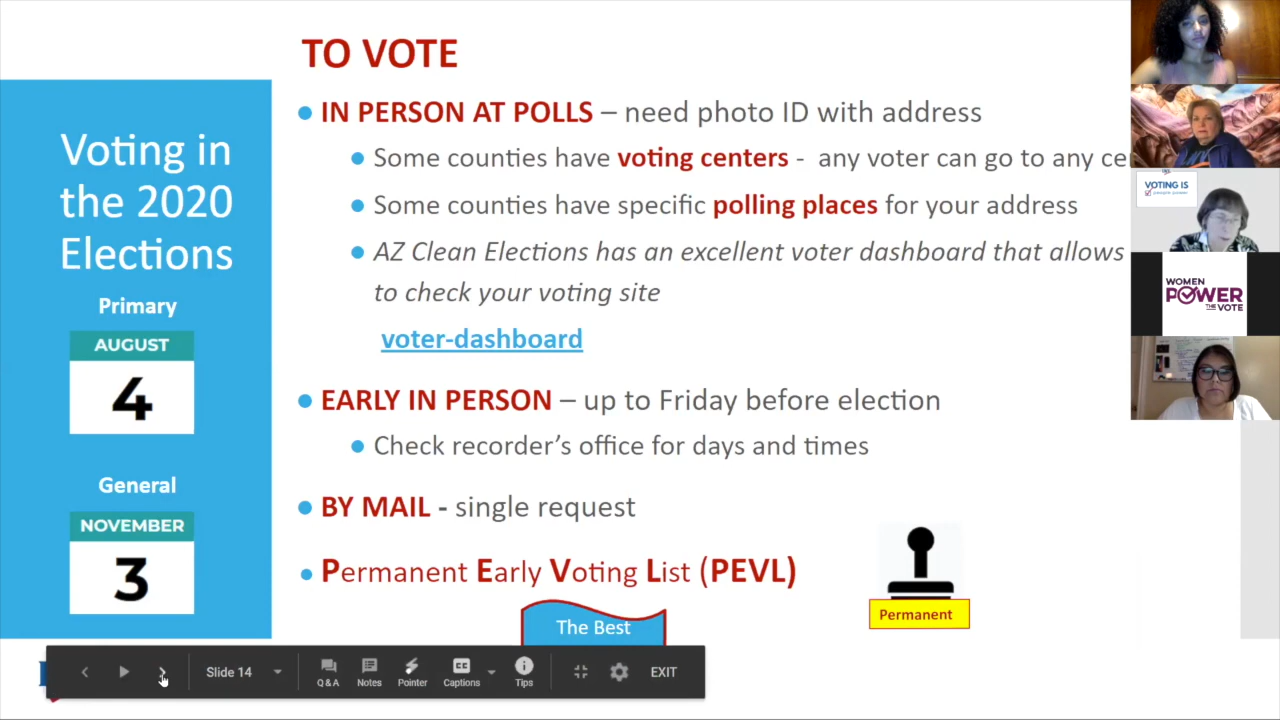 TO VOTE
Voting in
the 2020
Elections
Primary
AUGUST
4
General
NOVEMBER
3
• IN PERSON AT POLLS – need photo ID with address
• Some counties have voting centers - any voter can go to any
• Some counties have specific polling places for your address
• AZ Clean Elections has an excellent voter dashboard that allows
to check your voting site
voter-dashboard
• EARLY IN PERSON – up to Friday before election
• Check recorder's office for days and times
• BY MAIL - single request
• Permanent Early Voting List (PEVL)
The Best
Permanent
VOTING IS
WOMEN
POWER
THE VOTE
Slide 14
Q & A
Notes
Pointer
CC
Captions
Tips
EXIT